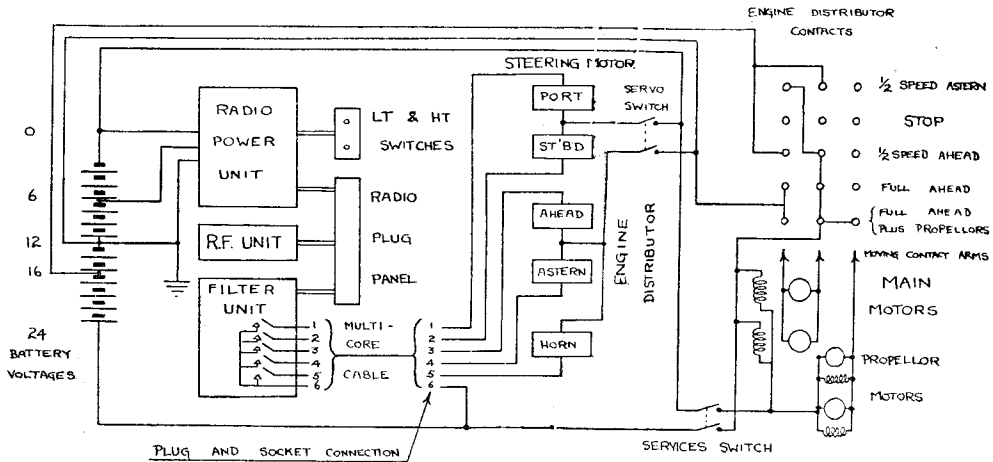 ENGINE DISTRIBUTOR
CONTACTS
STEERING MOTOR
SERVO
SWITCH
PORT
ST'B'D
½ SPEED ASTERN
STOP
½ SPEED AHEAD
FULL AHEAD
FULL AHEAD
PLUS PROPELLORS
MOVING CONTACT ARMS
MAIN
MOTORS
PROPELLOR
MOTORS
0
6
12
16
24
BATTERY
VOLTAGES
RADIO
POWER
UNIT
LT & HT
SWITCHES
RADIO
PLUG
PANEL
R.F. UNIT
FILTER
UNIT
1
2
3
4
5
6
MULTI-
CORE
CABLE
1
2
3
4
5
6
AHEAD
ASTERN
HORN
ENGINE
DISTRIBUTOR
SERVICES SWITCH
PLUG AND SOCKET CONNECTION